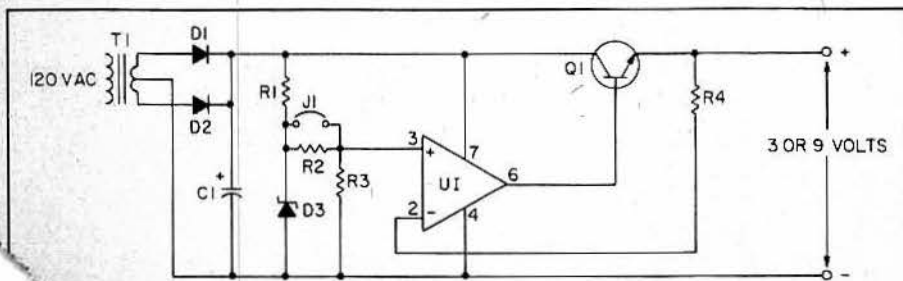 T1
D1
120 VAC
D2
C1
R1
J1
R2
R3
D3
3
+
7
U1
6
2
-
4
Q1
R4
+
3 OR 9 VOLTS
-
+